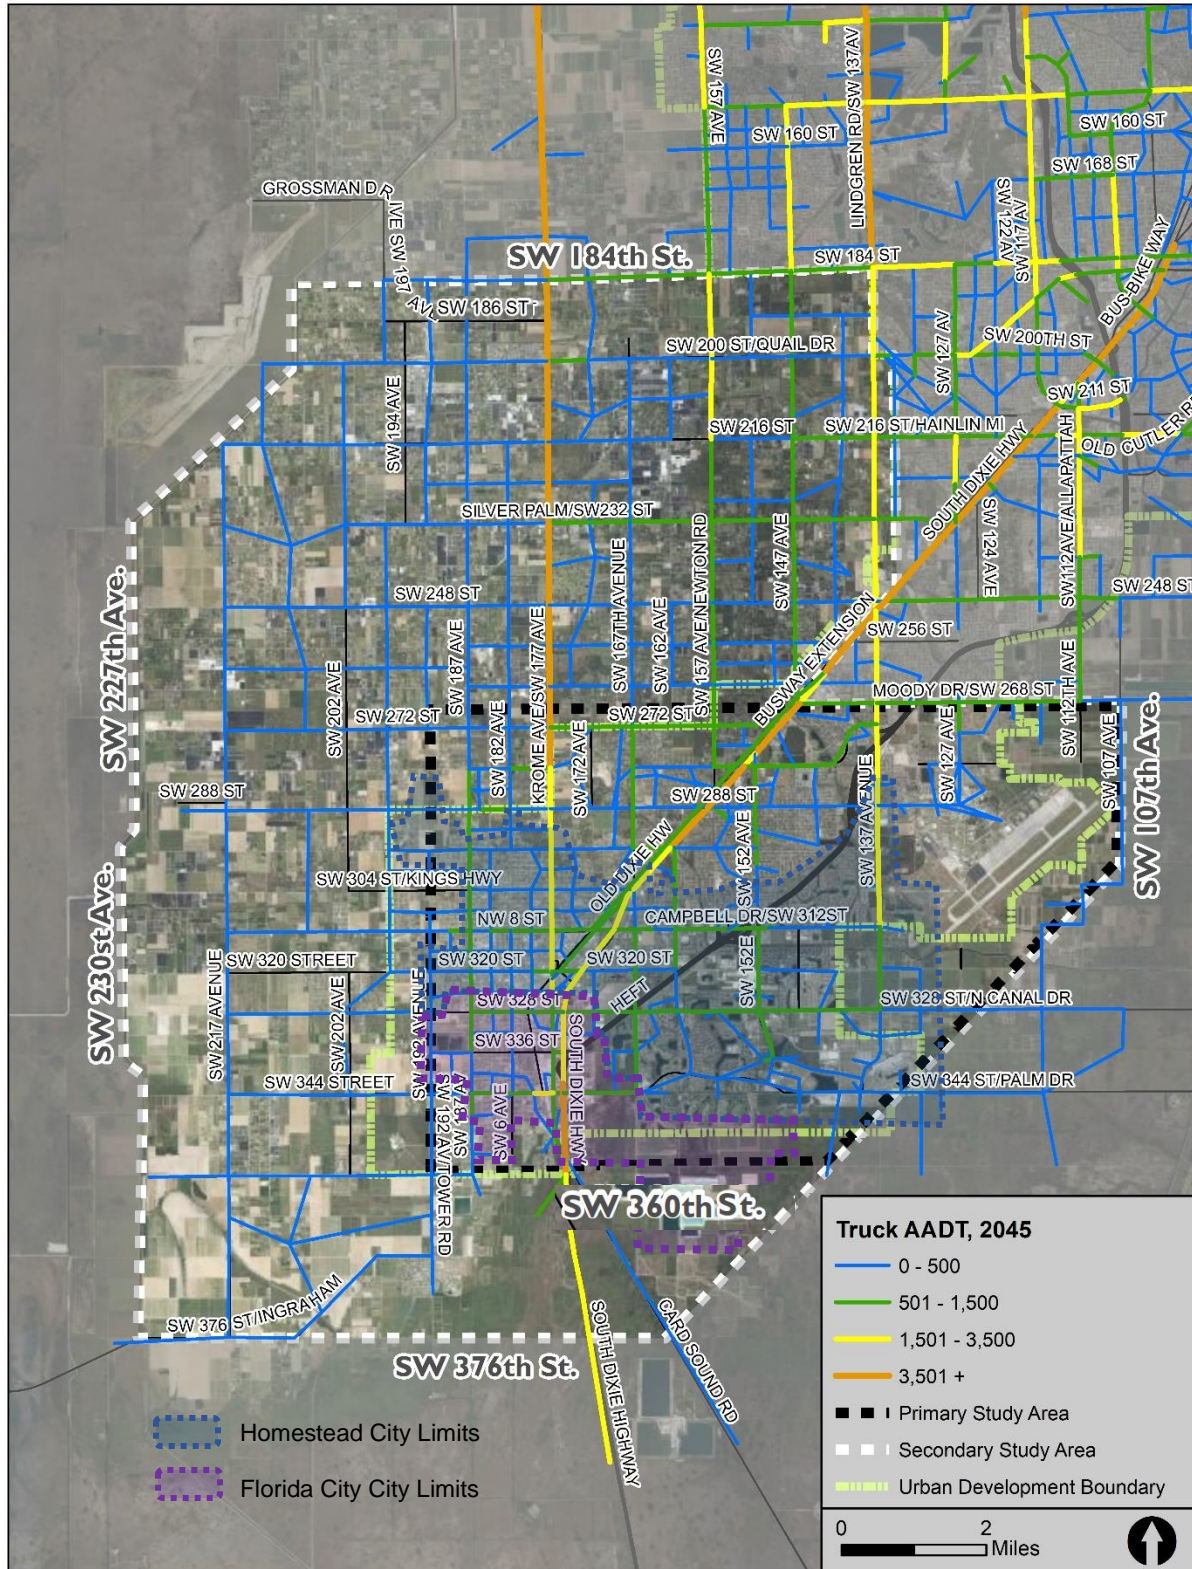 SW 157 AVE
LINDGREN RD/SW 137AV
SW 160 ST
SW 160 ST
SW 168 ST
GROSSMAN DRIVE SW 197 AVE
SW 122 AV
SW 117 AV
BUS-BIKE WAY
SW 184th St.
SW 184 ST
SW 186 ST
SW 200 ST/QUAIL DR
SW 127 AV
SW 200TH ST
SW 194 AVE
SW 211 ST
SW 216 ST
SW 216 ST/HAINLIN MI
OLD CUTLER R
SILVER PALM/SW232 ST
SOUTH DIXIE HWY
SW 124 AVE
SW112AVE/ALLAPATTAH
SW 147 AVE
SW 167TH AVENUE
SW 157 AVE/NEWTON RD
SW 248 ST
SW 248 ST
SW 227th Ave.
SW 187 AVE
SW 162 AVE
SW 256 ST
BUSWAY EXTENSION
SW 202 AVE
KROME AVE/SW 177 AVE
MOODY DR/SW 268 ST
SW 112TH AVE
SW 272 ST
SW 272 ST
SW 182 AVE
SW 172 AVE
SW 127 AVE
SW 107 AVE
SW 107th Ave.
SW 137 AVENUE
SW 288 ST
SW 288 ST
SW 152 AVE
OLD DIXIE HW
SW 304 ST/KINGS HWY
NW 8 ST
CAMPBELL DR/SW 312ST
SW 230st Ave.
SW 217 AVENUE
SW 320 STREET
SW 320 ST
SW 320 ST
SW 152E
SW 202 AVE
SW 192 AVENUE
SW 328 ST
HEFT
SW 328 ST/N CANAL DR
SW 336 ST
SOUTH DIXIE HWY
SW 344 STREET
SW 344 ST/PALM DR
SW 187 AV
SW 6 AVE
SW 192 AV/TOWER RD
SW 360th St.
SW 376 ST/INGRAHAM
SW 376th St.
SOUTH DIXIE HIGHWAY
CARD SOUND RD
Homestead City Limits
Florida City City Limits
Truck AADT, 2045
0 - 500
501 - 1,500
1,501 - 3,500
3,501 +
Primary Study Area
Secondary Study Area
Urban Development Boundary
0 2
Miles